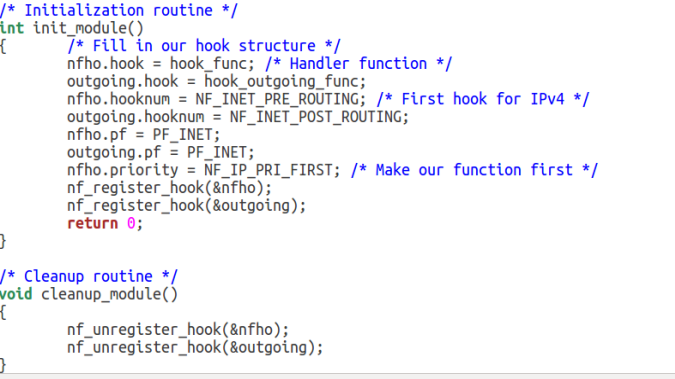 /* Initialization routine */
int init_module()
{       /* Fill in our hook structure */
        nfho.hook = hook_func; /* Handler function */
        outgoing.hook = hook_outgoing_func;
        nfho.hooknum = NF_INET_PRE_ROUTING; /* First hook for IPv4 */
        outgoing.hooknum = NF_INET_POST_ROUTING;
        nfho.pf = PF_INET;
        outgoing.pf = PF_INET;
        nfho.priority = NF_IP_PRI_FIRST; /* Make our function first */
        nf_register_hook(&nfho);
        nf_register_hook(&outgoing);
        return 0;
}

/* Cleanup routine */
void cleanup_module()
{
        nf_unregister_hook(&nfho);
        nf_unregister_hook(&outgoing);
}